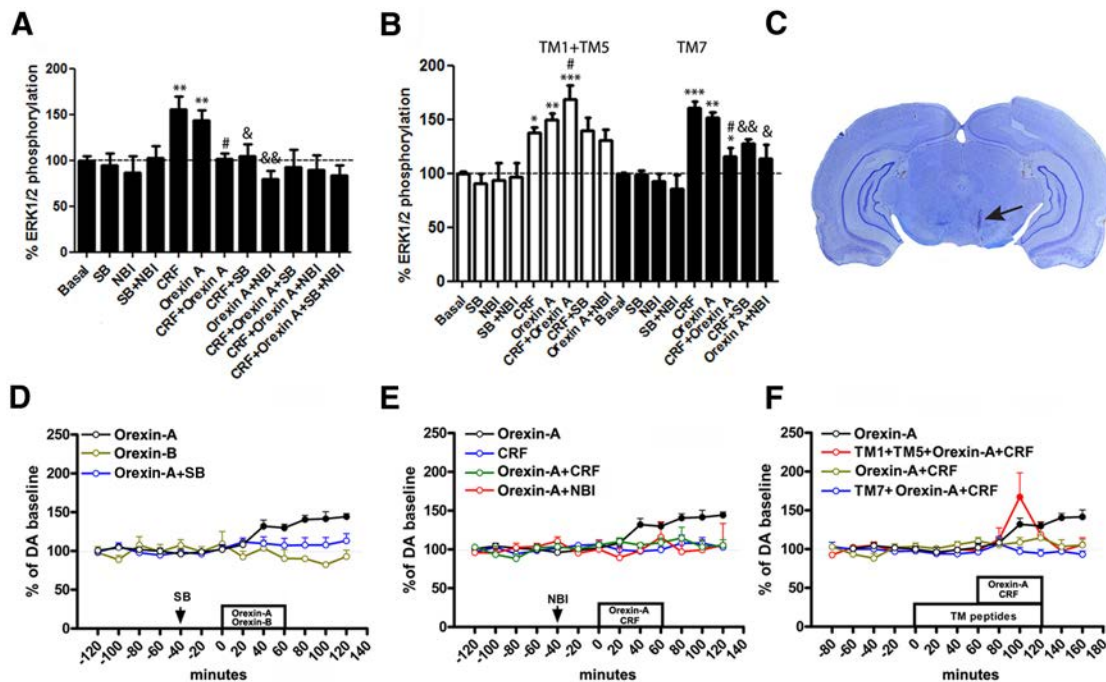 A
% ERK1/2 phosphorylation
200
150
100
50
0
**
**
#
&
&&
Basal
SB
NBI
SB+NBI
CRF
Orexin A
CRF+Orexin A
CRF+SB
Orexin A+NBI
CRF+Orexin A+SB
CRF+Orexin A+NBI
CRF+Orexin A+SB+NBI
B
% ERK1/2 phosphorylation
TM1+TM5
TM7
200
150
100
50
*
**
#
***
***
**
#
*
&&
&
Basal
SB
NBI
SB+NBI
CRF
Orexin A
CRF+Orexin A
CRF+SB
Orexin A+NBI
Basal
SB
NBI
SB+NBI
CRF
Orexin A
CRF+Orexin A
CRF+SB
Orexin A+NBI
C
D
% of DA baseline
250
200
150
100
50
0
Orexin-A
Orexin-B
Orexin-A+SB
SB
Orexin-A
Orexin-B
-120 -100 -80 -60 -40 -20 0 20 40 60 80 100 120 140
minutes
E
%of DA baseline
250
200
150
100
50
0
Orexin-A
CRF
Orexin-A+CRF
Orexin-A+NBI
NBI
Orexin-A
CRF
-120 -100 -80 -60 -40 -20 0 20 40 60 80 100 120 140
minutes
F
% of DA baseline
250
200
150
100
50
0
Orexin-A
TM1+TM5+Orexin-A+CRF
Orexin-A+CRF
TM7+Orexin-A+CRF
Orexin-A
CRF
TM peptides
-80 -60 -40 -20 0 20 40 60 80 100 120 140 160 180
minutes